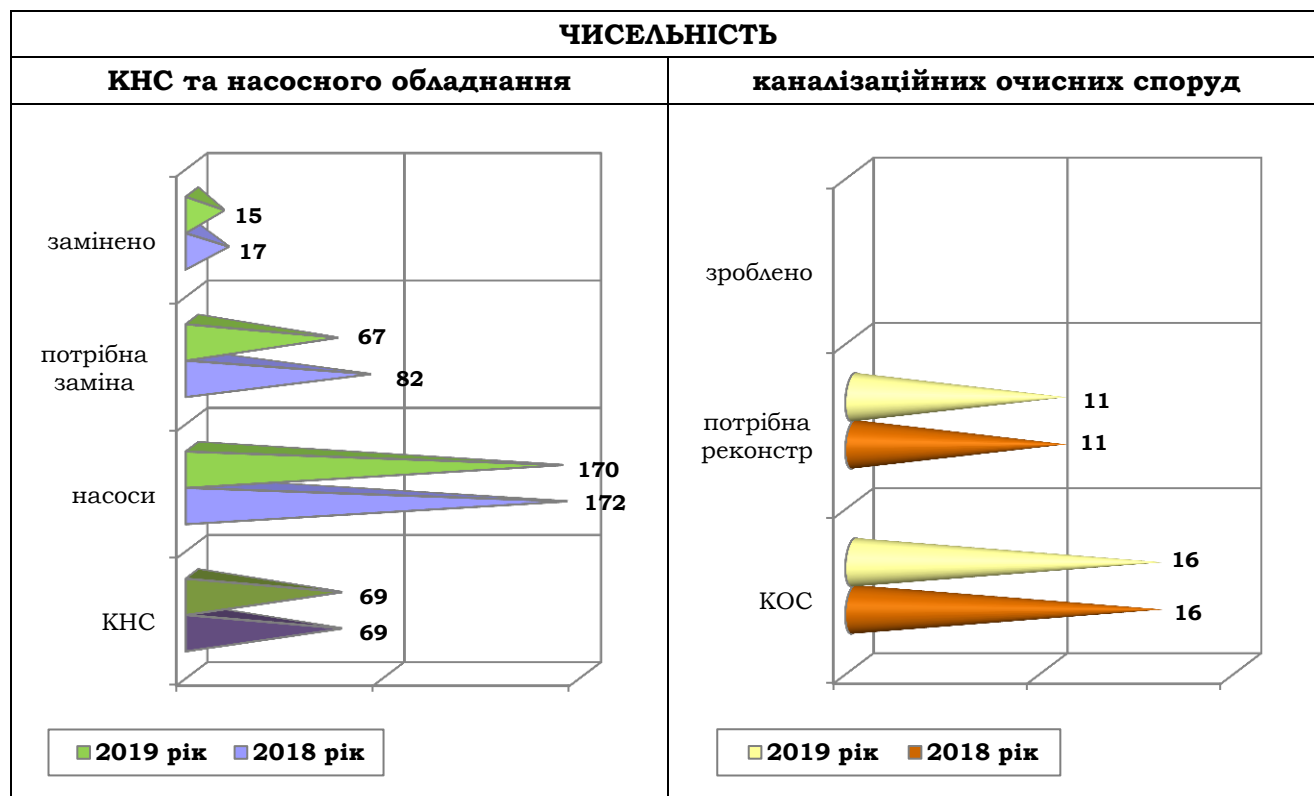 ЧИСЕЛЬНІСТЬ
КНС та насосного обладнання
каналізаційних очисних споруд
замінено
15
17
потрібна
заміна
67
82
насоси
170
172
КНС
69
69
2019 рік
2018 рік
зроблено
потрібна
реконстр
11
11
КОС
16
16
2019 рік
2018 рік